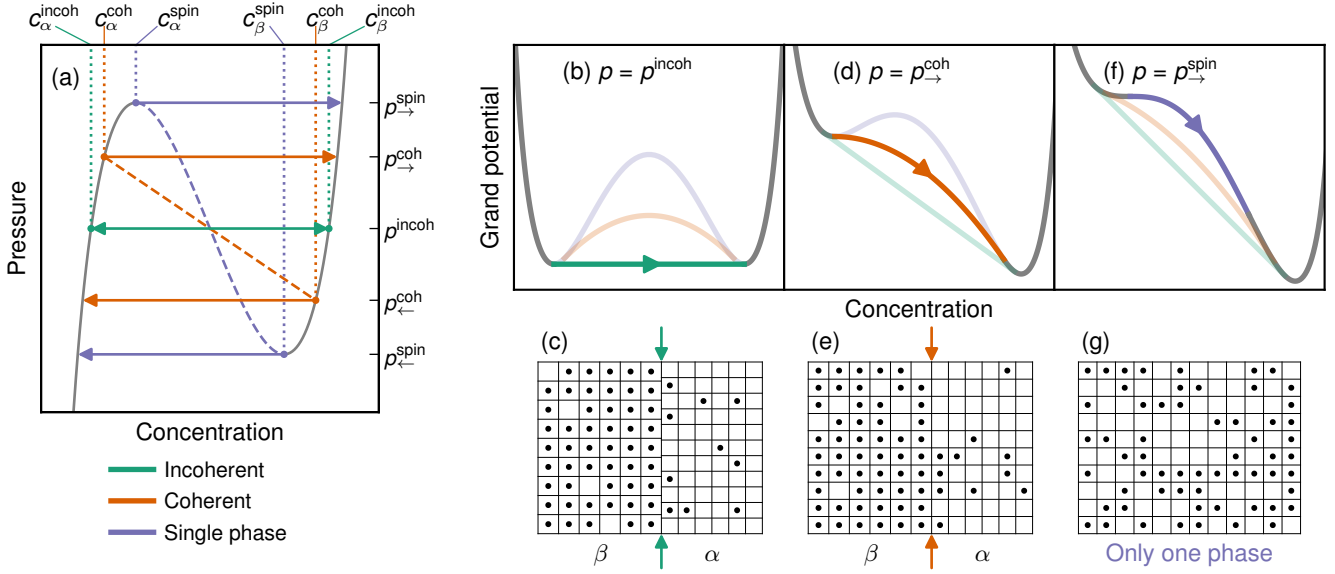 c_α^incoh c_α^coh c_α^spin c_β^spin c_β^coh c_β^incoh
(a)
Pressure
p_→^spin
p_→^coh
p^incoh
p_←^coh
p_←^spin
Concentration
Incoherent
Coherent
Single phase
Grand potential
(b) p = p^incoh
(d) p = p_→^coh
(f) p = p_→^spin
Concentration
(c)
(e)
(g)
β α
β α
Only one phase